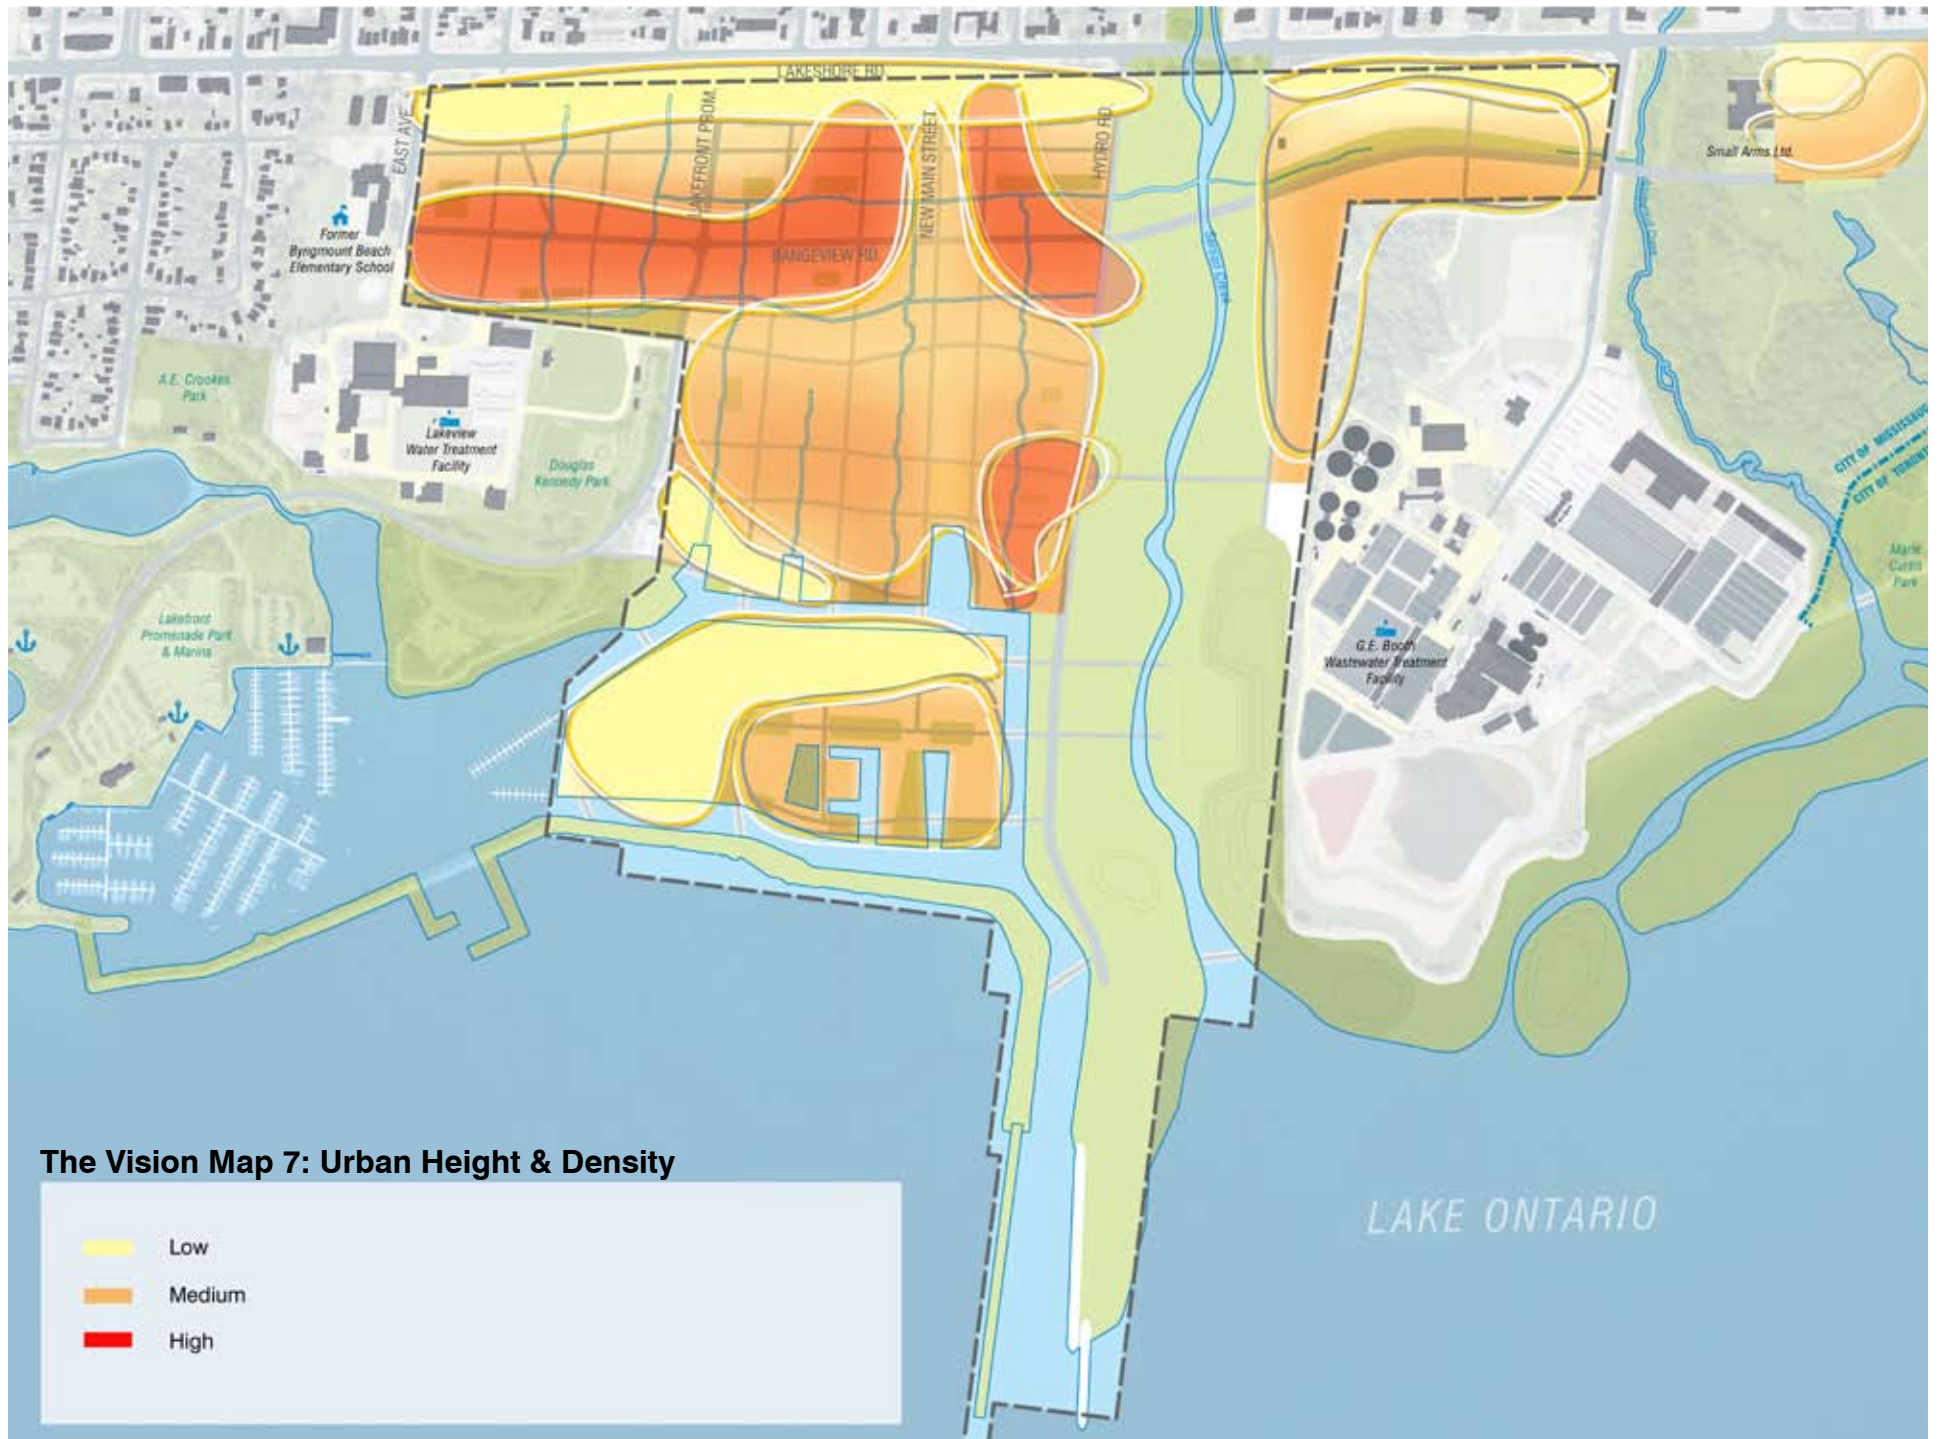 LAKESHORE RD.
EAST AVE.
LAKEFRONT PROM.
NEW MAIN STREET
HYDRO RD.
RANGEVIEW RD.
Small Arms Ltd.
Former
Byngmount Beach
Elementary School
A.E. Crookes
Park
Lakeview
Water Treatment
Facility
Douglas
Kennedy Park
CITY OF MISSISSAUG
CITY OF TORONT
Marie
Curtis
Park
Lakefront
Promenade Park
& Marina
G.E. Booth
Wastewater Treatment
Facility
The Vision Map 7: Urban Height & Density
Low
Medium
High
LAKE ONTARIO